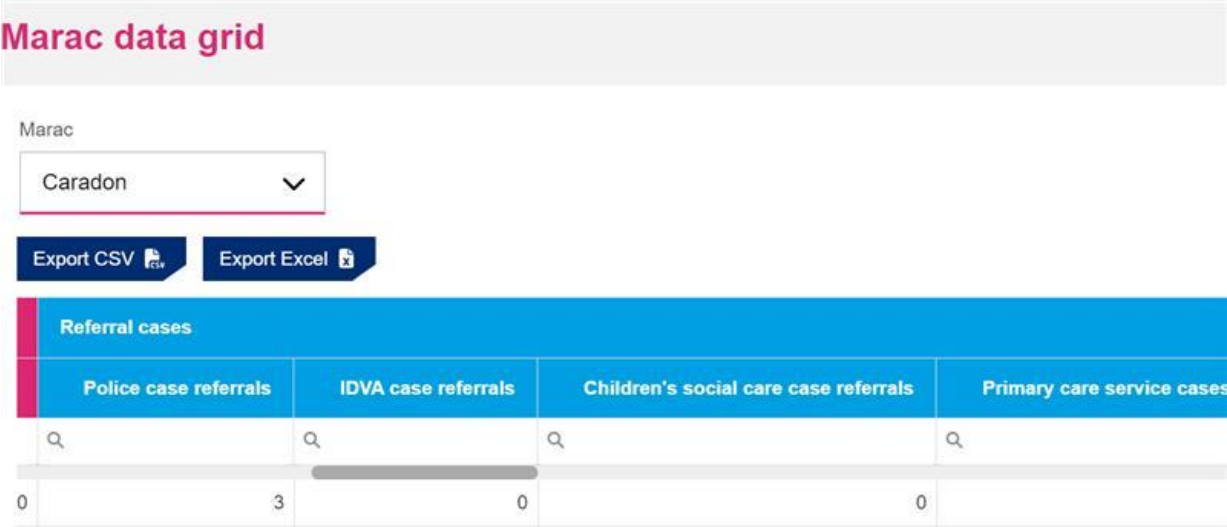 Marac data grid
Marac
Caradon
Export CSV Export Excel
Referral cases
Police case referrals IDVA case referrals Children's social care case referrals Primary care service cases
0 3 0 0